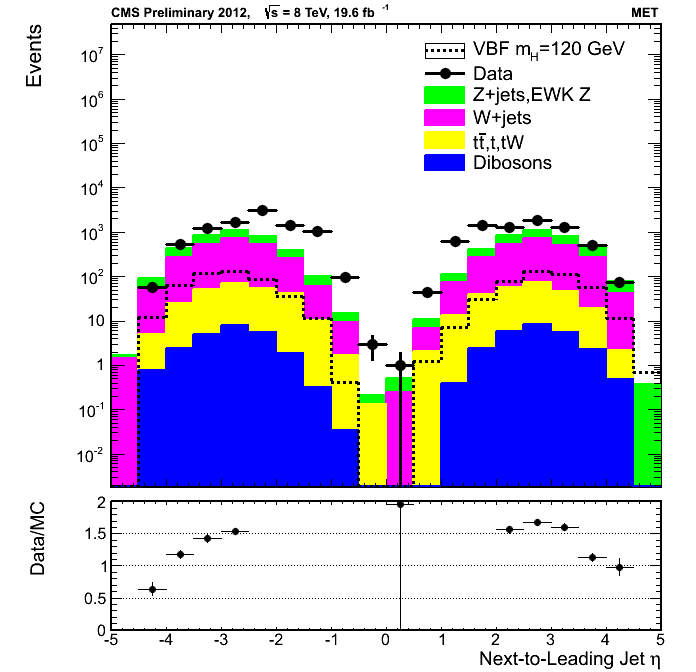 CMS Preliminary 2012, √s = 8 TeV, 19.6 fb⁻¹ MET
Events
10⁷
10⁶
10⁵
10⁴
10³
10²
10
1
10⁻¹
10⁻²
VBF m_H=120 GeV
Data
Z+jets,EWK Z
W+jets
tt̄,t,tW
Dibosons
Data/MC
2
1.5
1
0.5
0
-5 -4 -3 -2 -1 0 1 2 3 4 5
Next-to-Leading Jet η